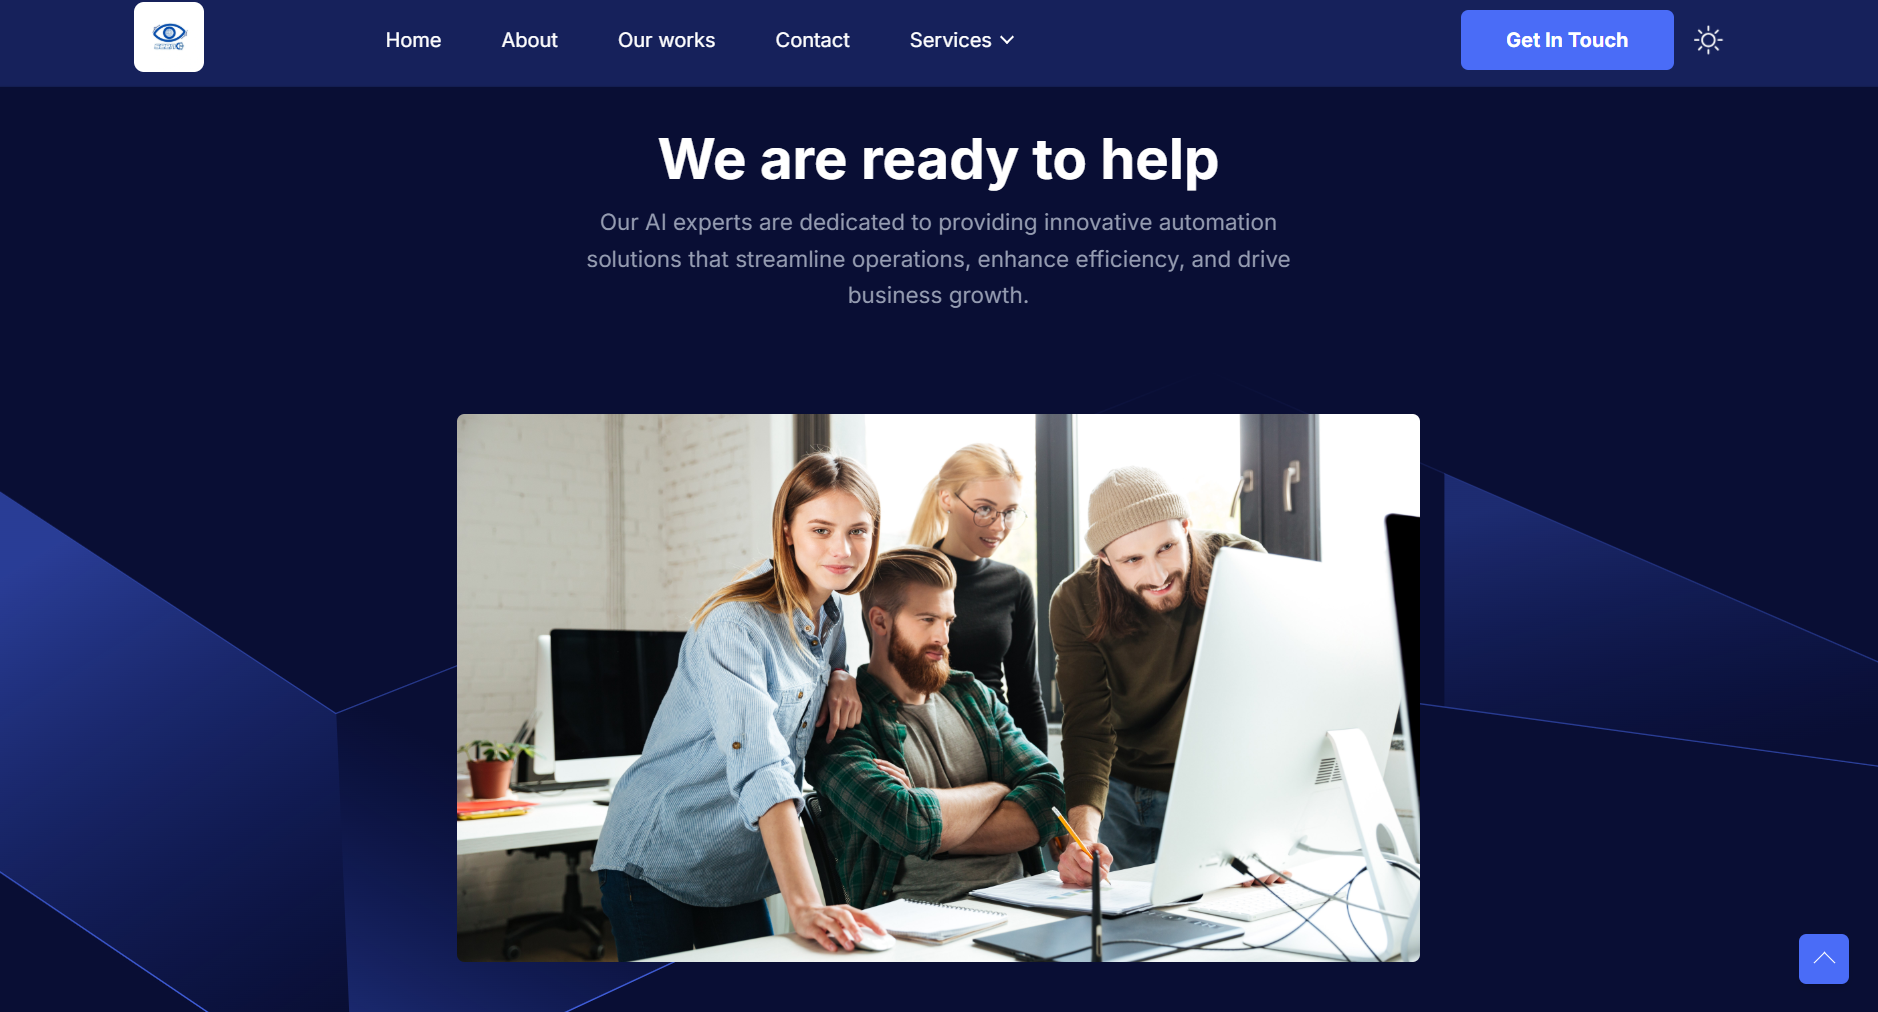 Home
About
Our works
Contact
Services
Get In Touch
We are ready to help
Our AI experts are dedicated to providing innovative automation
solutions that streamline operations, enhance efficiency, and drive
business growth.